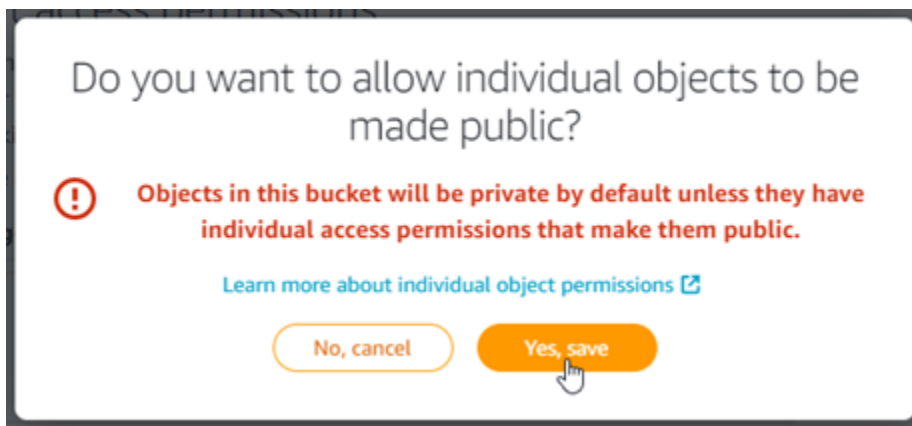 t access permissions
Do you want to allow individual objects to be
made public?
Objects in this bucket will be private by default unless they have
individual access permissions that make them public.
Learn more about individual object permissions
No, cancel
Yes, save